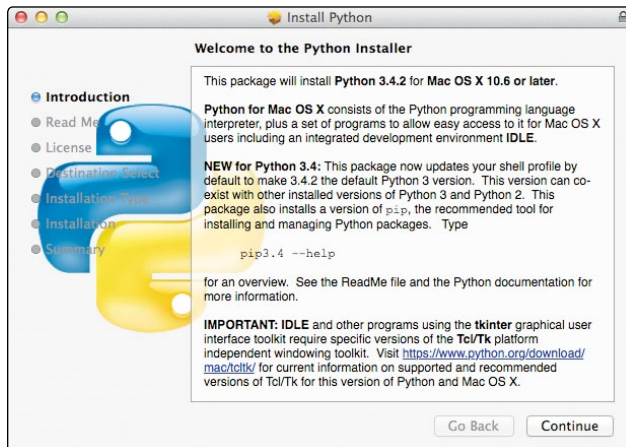 Install Python
Welcome to the Python Installer
Introduction
Read Me
License
Destination Select
Installation Type
Installation
Summary
This package will install Python 3.4.2 for Mac OS X 10.6 or later.
Python for Mac OS X consists of the Python programming language
interpreter, plus a set of programs to allow easy access to it for Mac OS X
users including an integrated development environment IDLE.
NEW for Python 3.4: This package now updates your shell profile by
default to make 3.4.2 the default Python 3 version. This version can co-
exist with other installed versions of Python 3 and Python 2. This
package also installs a version of pip, the recommended tool for
installing and managing Python packages. Type
pip3.4 --help
for an overview. See the ReadMe file and the Python documentation for
more information.
IMPORTANT: IDLE and other programs using the tkinter graphical user
interface toolkit require specific versions of the Tcl/Tk platform
independent windowing toolkit. Visit https://www.python.org/download/
mac/tcltk/ for current information on supported and recommended
versions of Tcl/Tk for this version of Python and Mac OS X.
Go Back
Continue